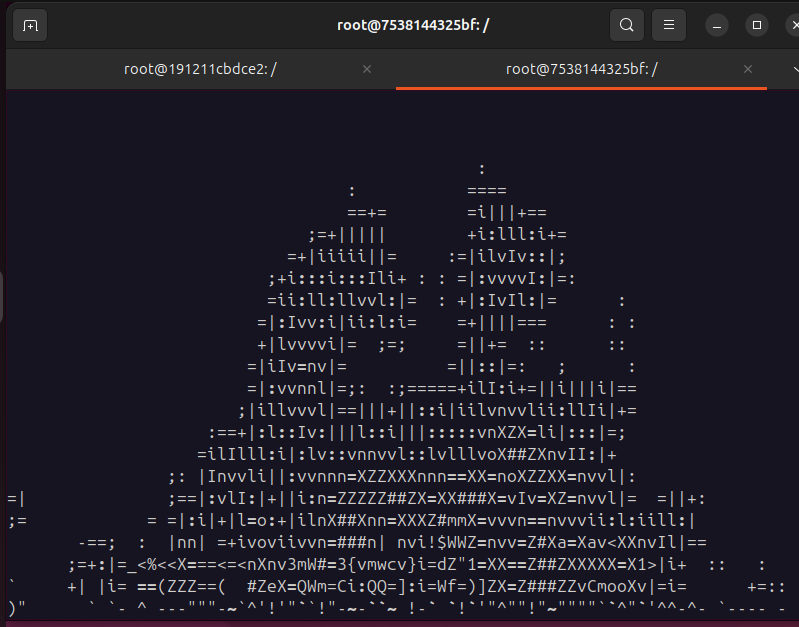 root@7538144325bf: /
root@191211cbdce2: /
root@7538144325bf: /
                                               :
                                  :           ====
                                  ==+=        =i|||+==
                              ;=+|||||        +i:lll:i+=
                            =+|iiiii||=     :=|ilvIv::|;
                          ;+i:::i:::Ili+ : : =|:vvvvI:|=:
                          =ii:ll:llvvl:|=  : +|:IvIl:|=      :
                         =|:Ivv:i|ii:l:i=    =+||||===      : :
                         +|lvvvvi|=  ;=;     =||+=  ::      ::
                        =|iIv=nv|=          =||::|=:   ;      :
                        =|:vvnnl|=;:  :;=====+ilI:i+=||i|||i|==
                       ;|illvvvl|==|||+||::i|iilvnvvlii:llIi|+=
                    :==+|:l::Iv:|||l::i|||:::::vnXZX=li|:::|=;
                   =ilIlll:i|:lv::vnnvvl::lvlllvoX##ZXnvII:|+
                ;: |Invvli||:vvnnn=XZZXXXnnn==XX=noXZZXX=nvvl|:
=|              ;==|:vlI:|+||i:n=ZZZZZ##ZX=XX###X=vIv=XZ=nvvl|=  =||+:
;=            = =|:i|+|l=o:+|ilnX##Xnn=XXXZ#mmX=vvvn==nvvvii:l:iill:|
       -==;  :  |nn| =+ivoviivvn=###n| nvi!$WWZ=nvv=Z#Xa=Xav<XXnvIl|==
      ;=+:|=_<%<<X===<=<nXnv3mW#=3{vmwcv}i=dZ"1=XX==Z##ZXXXXX=X1>|i+  ::   :
`     +| |i= ==(ZZZ==(  #ZeX=QWm=Ci:QQ=]:i=Wf=)]ZX=Z###ZZvCmooXv|=i=      +=::
)"      ` `- ^ ---"""-~`^'!'"``!"-~-``~ !-` `!`'"^""!"~""""``^"`'^^-^- `---- -